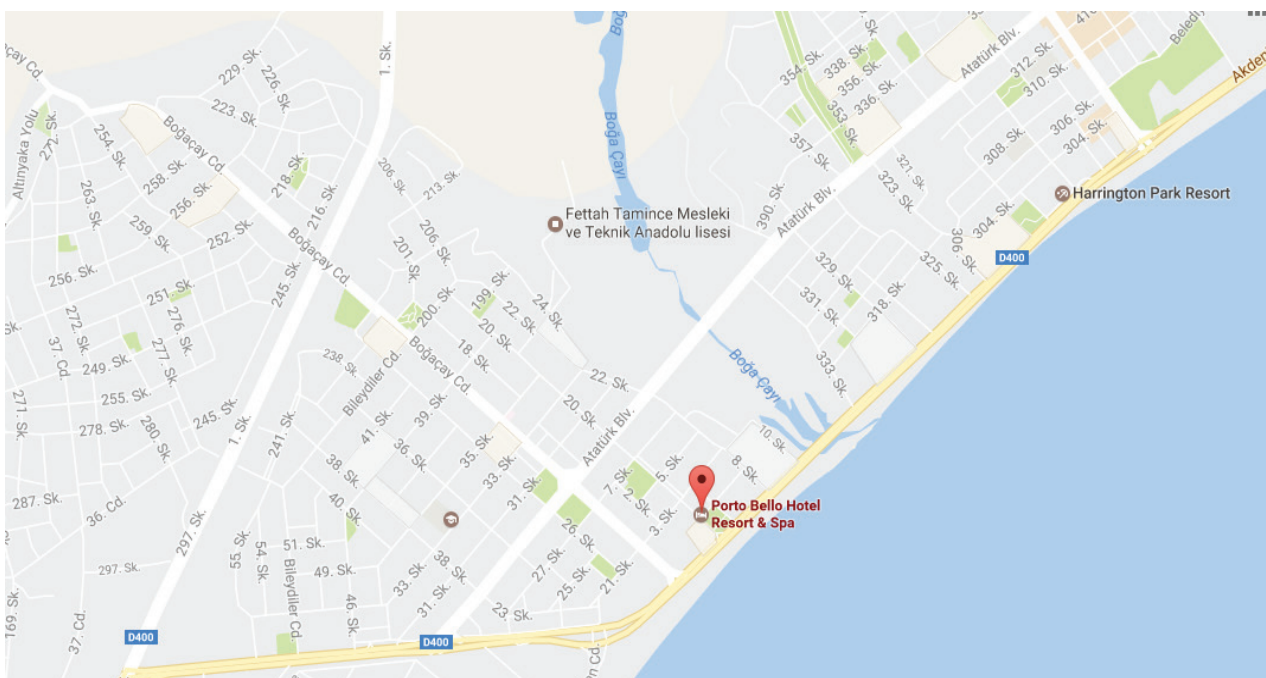 Boğaçay Cd.
229. Sk.
226. Sk.
223. Sk.
1. Sk.
Boğa Çayı
354. Sk.
338. Sk.
356. Sk.
336. Sk.
353. Sk.
Atatürk Blv.
312. Sk.
310. Sk.
306. Sk.
304. Sk.
308. Sk.
Altınyaka Yolu
272. Sk.
254. Sk.
Boğaçay Cd.
258. Sk.
256. Sk.
218. Sk.
206. Sk.
213. Sk.
216. Sk.
263. Sk.
259. Sk.
252. Sk.
Boğa Çayı
357. Sk.
321. Sk.
323. Sk.
390. Sk.
Atatürk Blv.
Harrington Park Resort
Fettah Tamince Mesleki
ve Teknik Anadolu lisesi
304. Sk.
306. Sk.
D400
206. Sk.
201. Sk.
Boğaçay Cd.
256. Sk.
251. Sk.
245. Sk.
276. Sk.
272. Sk.
277. Sk.
199. Sk.
200. Sk.
24. Sk.
22. Sk.
20. Sk.
18. Sk.
329. Sk.
325. Sk.
331. Sk.
318. Sk.
333. Sk.
37. Cd.
249. Sk.
255. Sk.
238. Sk.
Bileydiler Cd.
Boğaçay Cd.
Boğa Çayı
22. Sk.
20. Sk.
271. Sk.
278. Sk.
280. Sk.
245. Sk.
1. Sk.
241. Sk.
41. Sk.
39. Sk.
36. Sk.
35. Sk.
33. Sk.
31. Sk.
Atatürk Blv.
10. Sk.
8. Sk.
5. Sk.
7. Sk.
2. Sk.
3. Sk.
38. Sk.
40. Sk.
Porto Bello Hotel
Resort & Spa
287. Sk.
36. Cd.
297. Sk.
297. Sk.
55. Sk.
54. Sk.
51. Sk.
49. Sk.
46. Sk.
Bileydiler Cd.
33. Sk.
38. Sk.
31. Sk.
26. Sk.
27. Sk.
25. Sk.
21. Sk.
23. Sk.
169. Sk.
37. Cd.
D400
D400